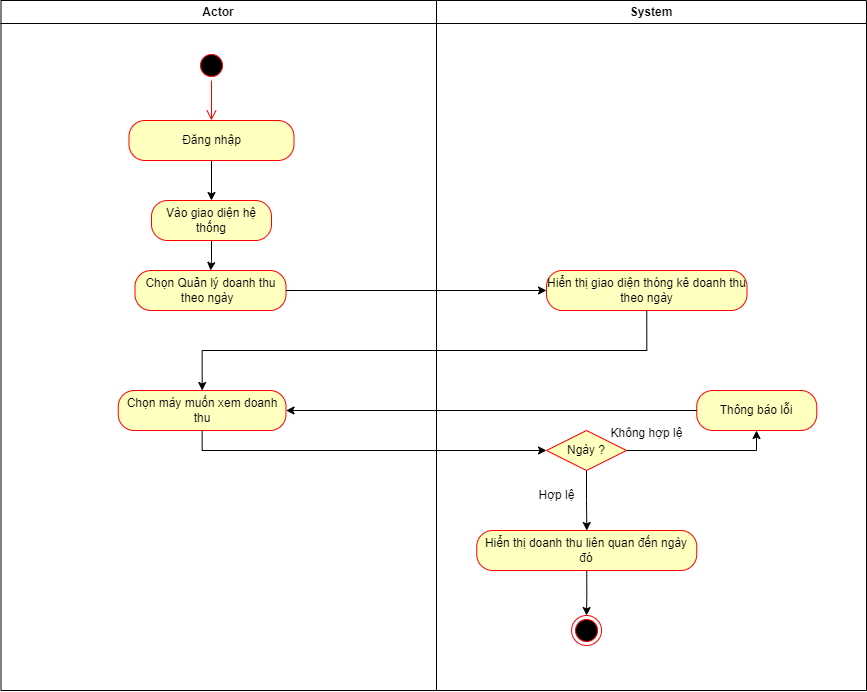 Actor
System
Đăng nhập
Vào giao diện hệ
thống
Chọn Quản lý doanh thu
theo ngày
Hiển thị giao diện thóng kê doanh thu
theo ngày
Chọn máy muốn xem doanh
thu
Thông báo lỗi
Không hợp lệ
Ngày ?
Hợp lệ
Hiển thị doanh thu liên quan đến ngày
đó